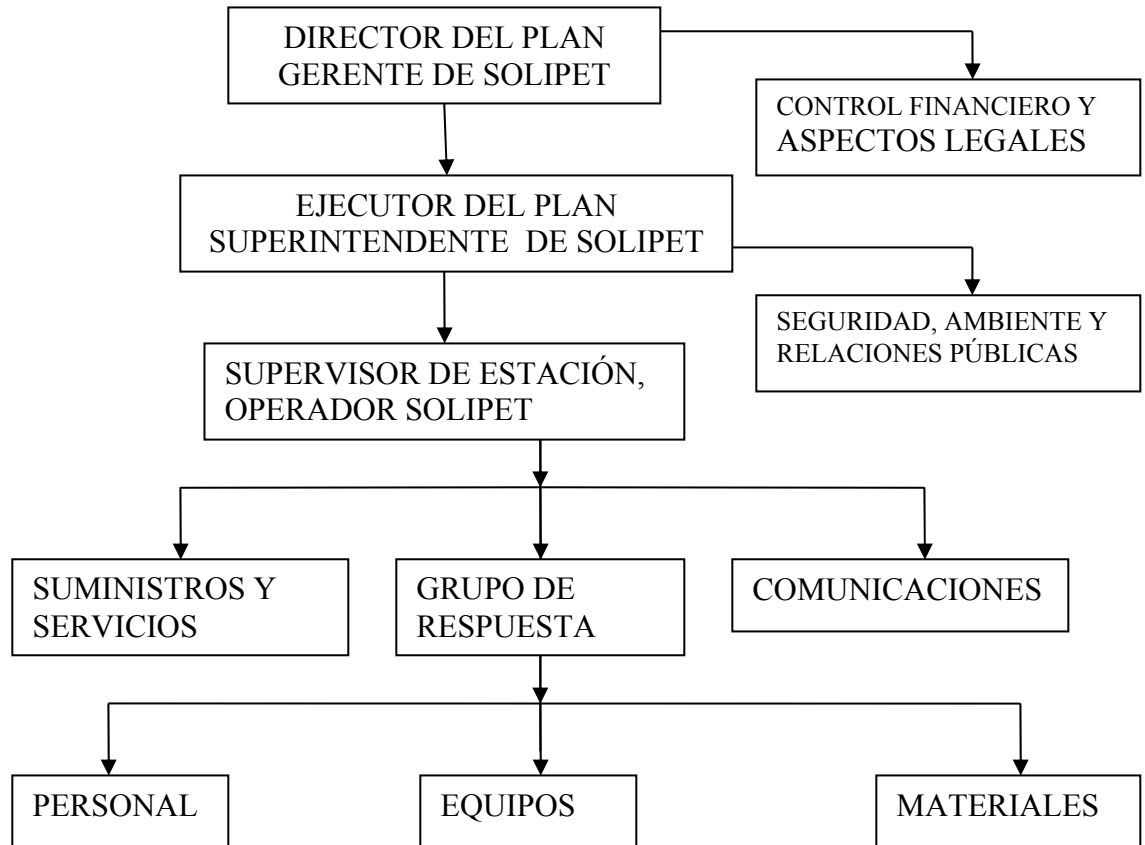 DIRECTOR DEL PLAN
GERENTE DE SOLIPET
CONTROL FINANCIERO Y
ASPECTOS LEGALES
EJECUTOR DEL PLAN
SUPERINTENDENTE DE SOLIPET
SEGURIDAD, AMBIENTE Y
RELACIONES PÚBLICAS
SUPERVISOR DE ESTACIÓN,
OPERADOR SOLIPET
SUMINISTROS Y
SERVICIOS
GRUPO DE
RESPUESTA
COMUNICACIONES
PERSONAL
EQUIPOS
MATERIALES